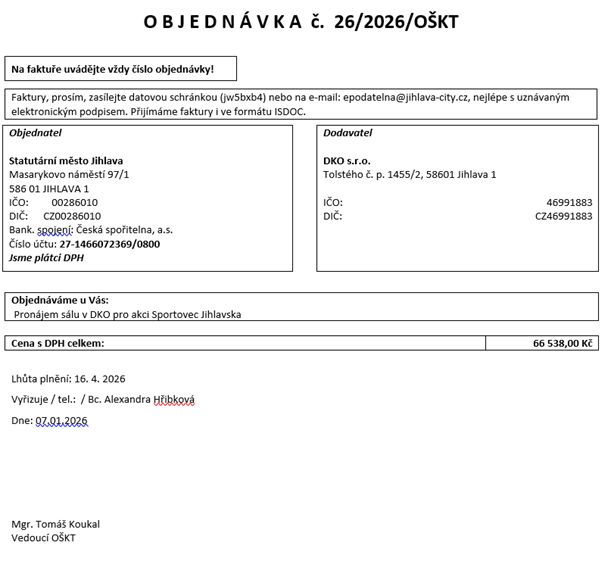 O B J E D N Á V K A č. 26/2026/OŠKT
Na faktuře uvádějte vždy číslo objednávky!
Faktury, prosím, zasílejte datovou schránkou (jw5bxb4) nebo na e-mail: epodatelna@jihlava-city.cz, nejlépe s uznávaným
elektronickým podpisem. Přijímáme faktury i ve formátu ISDOC.
Objednatel
Statutární město Jihlava
Masarykovo náměstí 97/1
586 01 JIHLAVA 1
IČO: 00286010
DIČ: CZ00286010
Bank. spojení: Česká spořitelna, a.s.
Číslo účtu: 27-1466072369/0800
Jsme plátci DPH
Dodavatel
DKO s.r.o.
Tolstého č. p. 1455/2, 58601 Jihlava 1
IČO: 46991883
DIČ: CZ46991883
Objednáváme u Vás:
Pronájem sálu v DKO pro akci Sportovec Jihlavska
Cena s DPH celkem: 66 538,00 Kč
Lhůta plnění: 16. 4. 2026
Vyřizuje / tel.: / Bc. Alexandra Hřibková
Dne: 07.01.2026
Mgr. Tomáš Koukal
Vedoucí OŠKT